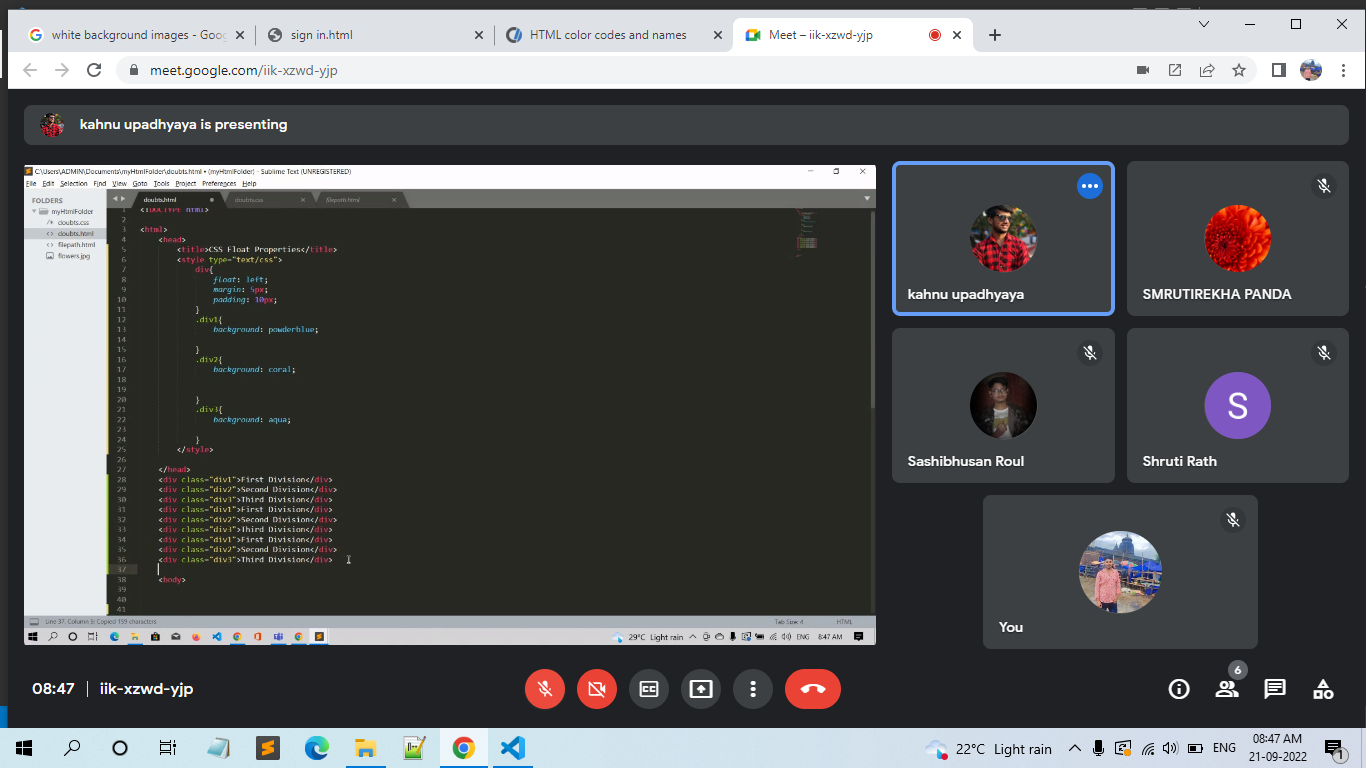 white background images - Goog
sign in.html
HTML color codes and names
Meet – iik-xzwd-yjp
meet.google.com/iik-xzwd-yjp
kahnu upadhyaya is presenting
C:\Users\ADMIN\Documents\myHtmlFolder\doubts.html • (myHtmlFolder) - Sublime Text (UNREGISTERED)
File Edit Selection Find View Goto Tools Project Preferences Help
FOLDERS
myHtmlFolder
doubts.css
doubts.html
filepath.html
flowers.jpg
doubts.html
doubts.css
filepath.html
1 <!DOCTYPE html>
2
3 <html>
4 <head>
5 <title>CSS Float Properties</title>
6 <style type="text/css">
7 div{
8 float: left;
9 margin: 5px;
10 padding: 10px;
11 }
12 .div1{
13 background: powderblue;
14
15 }
16 .div2{
17 background: coral;
18
19
20 }
21 .div3{
22 background: aqua;
23
24 }
25 </style>
26
27 </head>
28 <div class="div1">First Division</div>
29 <div class="div2">Second Division</div>
30 <div class="div3">Third Division</div>
31 <div class="div1">First Division</div>
32 <div class="div2">Second Division</div>
33 <div class="div3">Third Division</div>
34 <div class="div1">First Division</div>
35 <div class="div2">Second Division</div>
36 <div class="div3">Third Division</div>
37
38 <body>
39
40
41
Line 37, Column 5; Copied 159 characters
Tab Size: 4
HTML
29°C Light rain
ENG
8:47 AM
kahnu upadhyaya
SMRUTIREKHA PANDA
Sashibhusan Roul
S
Shruti Rath
You
08:47 | iik-xzwd-yjp
CC
6
22°C Light rain
ENG
08:47 AM
21-09-2022
1